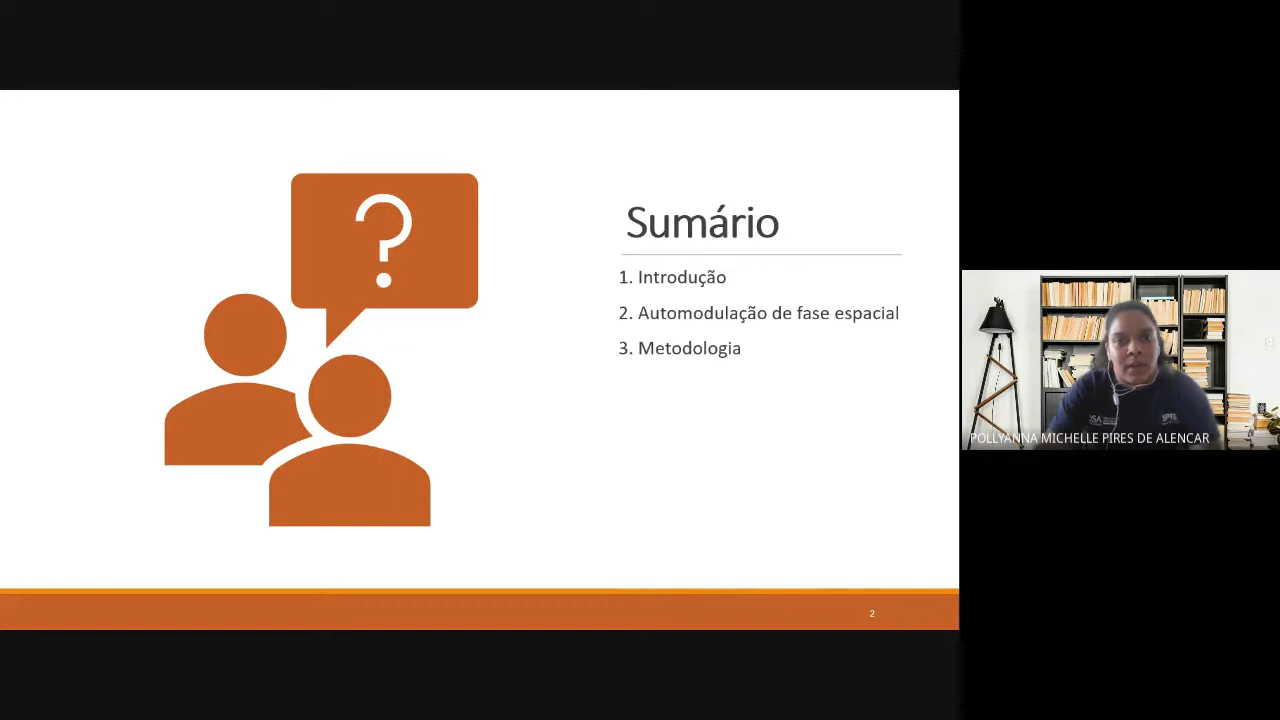 ?
Sumário
1. Introdução
2. Automodulação de fase espacial
3. Metodologia
2
POLLYANNA MICHELLE PIRES DE ALENCAR